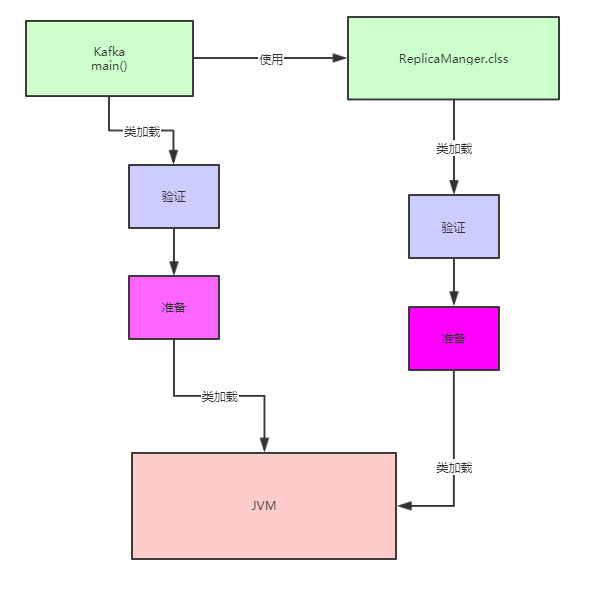 Kafka
main()
使用
ReplicaManger.clss
类加载
类加载
验证
验证
准备
准备
类加载
类加载
JVM